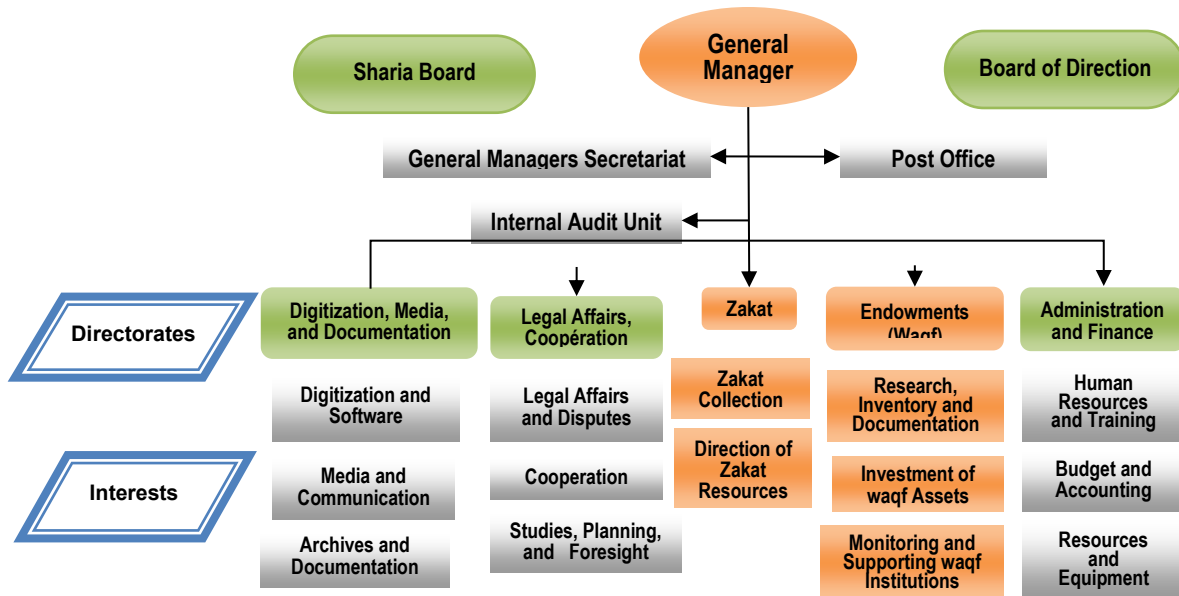 Sharia Board
General
Manager
Board of Direction
General Managers Secretariat
Post Office
Internal Audit Unit
Directorates
Digitization, Media,
and Documentation
Legal Affairs,
Coopération
Zakat
Endowments
(Waqf)
Administration
and Finance
Digitization and
Software
Legal Affairs
and Disputes
Zakat
Collection
Research,
Inventory and
Documentation
Human
Resources
and Training
Interests
Media and
Communication
Cooperation
Direction of
Zakat
Resources
Investment of
waqf Assets
Budget and
Accounting
Archives and
Documentation
Studies, Planning,
and Foresight
Monitoring and
Supporting waqf
Institutions
Resources
and
Equipment